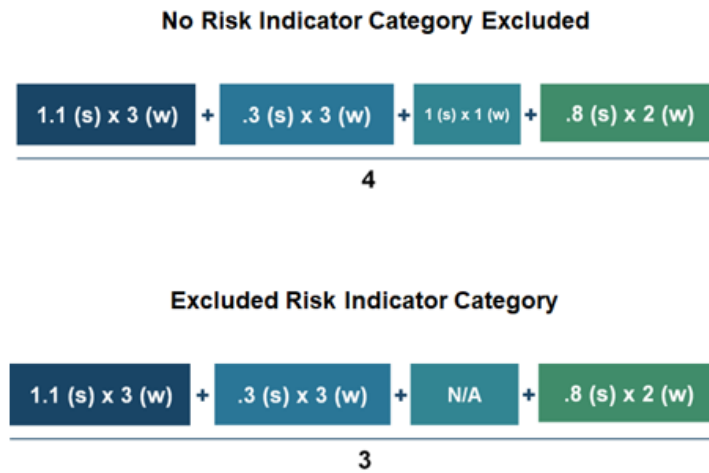 No Risk Indicator Category Excluded
1.1 (s) x 3 (w) + .3 (s) x 3 (w) + 1 (s) x 1 (w) + .8 (s) x 2 (w)
4
Excluded Risk Indicator Category
1.1 (s) x 3 (w) + .3 (s) x 3 (w) + N/A + .8 (s) x 2 (w)
3